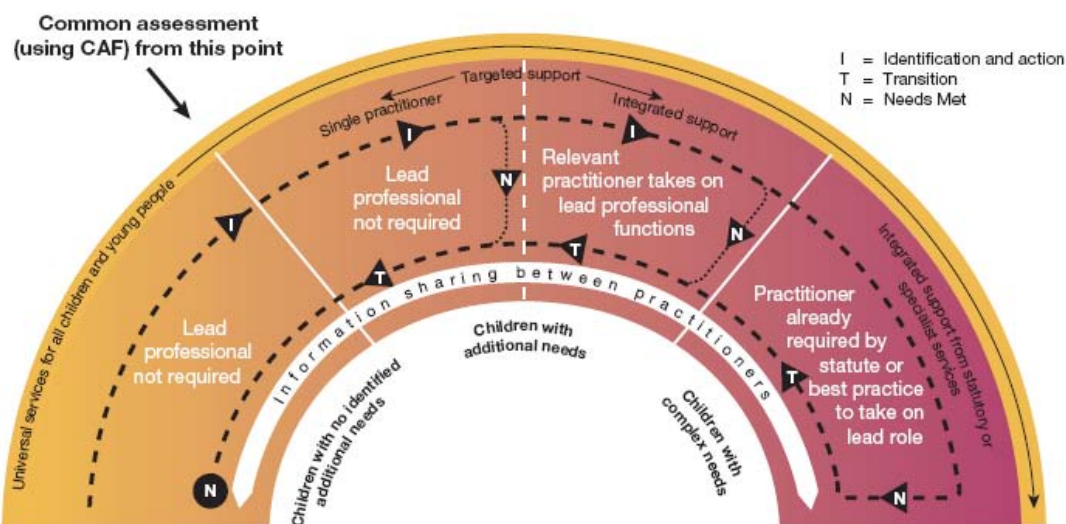 Common assessment
(using CAF) from this point
I = Identification and action
T = Transition
N = Needs Met
Universal services for all children and young people
Targeted support
Single practitioner
Integrated support
Integrated support from statutory or
specialist services
I
I
I
Lead
professional
not required
N
Relevant
practitioner takes on
lead professional
functions
N
T
T
Lead
professional
not required
Practitioner
already
required by
statute or
best practice
to take on
lead role
T
N
N
Information sharing between practitioners
Children with no identified
additional needs
Children with
additional needs
Children with
complex needs